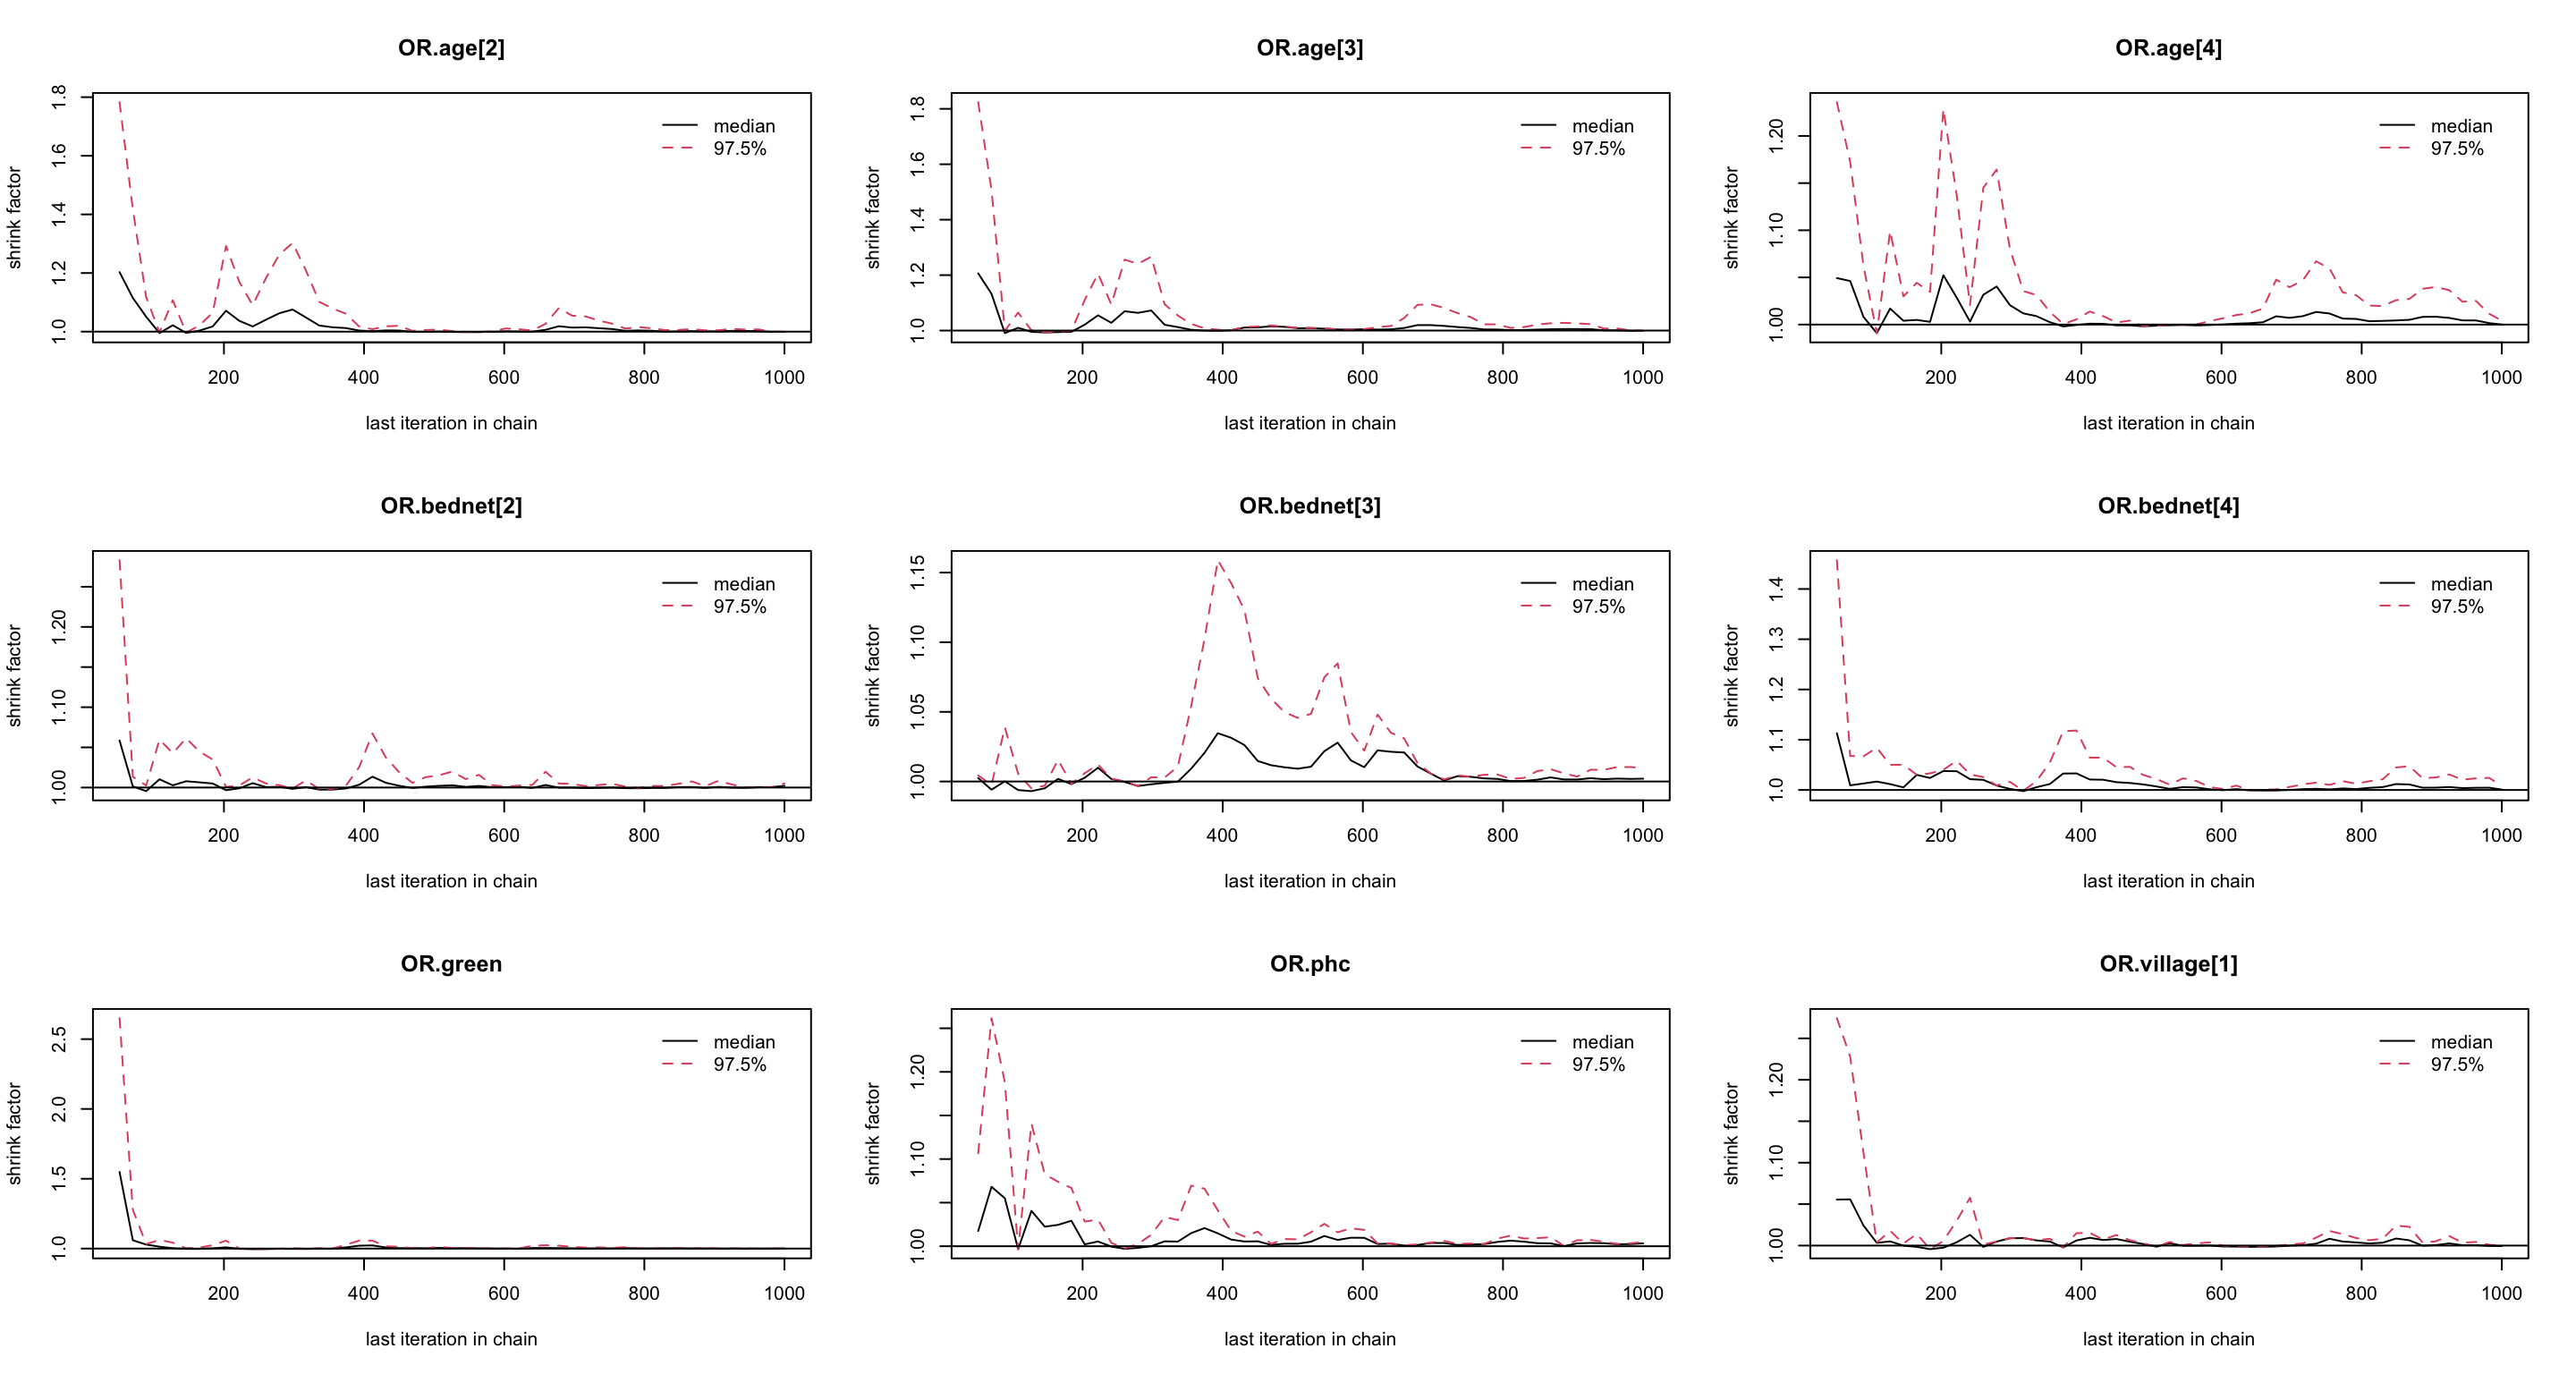 OR.age[2]
shrink factor
1.0 1.2 1.4 1.6 1.8
median
97.5%
200 400 600 800 1000
last iteration in chain
OR.age[3]
shrink factor
1.0 1.2 1.4 1.6 1.8
median
97.5%
200 400 600 800 1000
last iteration in chain
OR.age[4]
shrink factor
1.00 1.10 1.20
median
97.5%
200 400 600 800 1000
last iteration in chain
OR.bednet[2]
shrink factor
1.00 1.10 1.20
median
97.5%
200 400 600 800 1000
last iteration in chain
OR.bednet[3]
shrink factor
1.00 1.05 1.10 1.15
median
97.5%
200 400 600 800 1000
last iteration in chain
OR.bednet[4]
shrink factor
1.0 1.1 1.2 1.3 1.4
median
97.5%
200 400 600 800 1000
last iteration in chain
OR.green
shrink factor
1.0 1.5 2.0 2.5
median
97.5%
200 400 600 800 1000
last iteration in chain
OR.phc
shrink factor
1.00 1.10 1.20
median
97.5%
200 400 600 800 1000
last iteration in chain
OR.village[1]
shrink factor
1.00 1.10 1.20
median
97.5%
200 400 600 800 1000
last iteration in chain